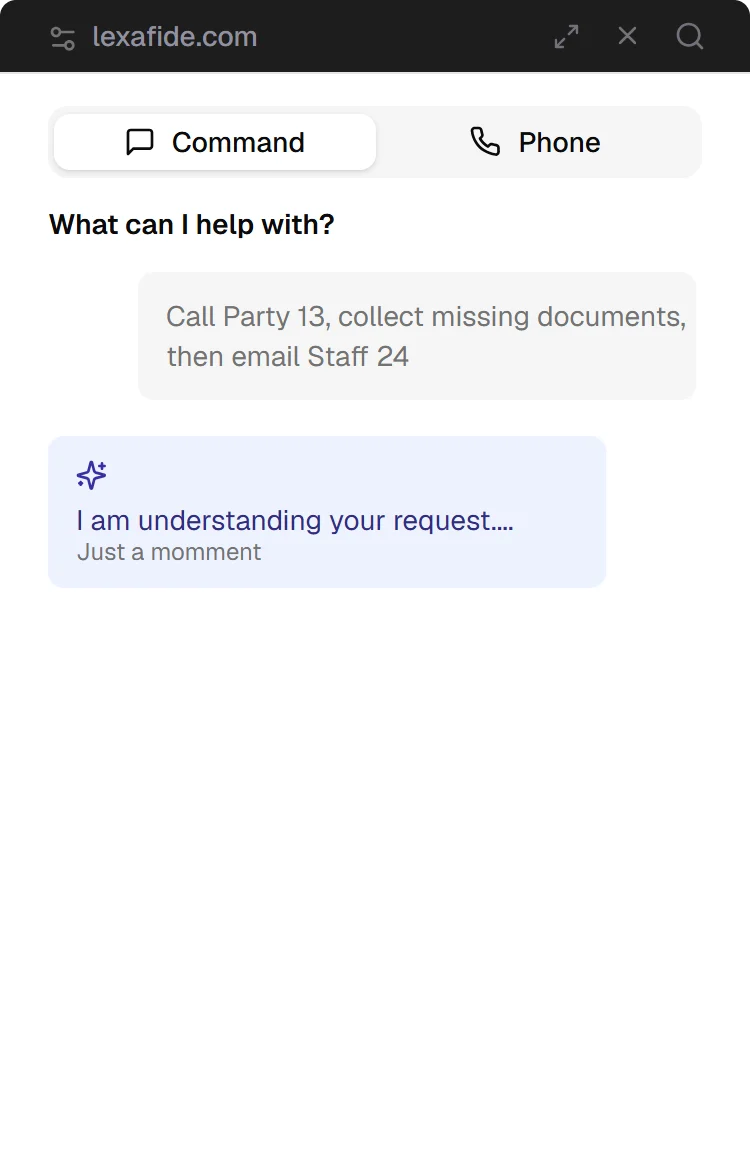 lexafide.com
Command
Phone
What can I help with?
Call Party 13, collect missing documents,
then email Staff 24
I am understanding your request....
Just a momment